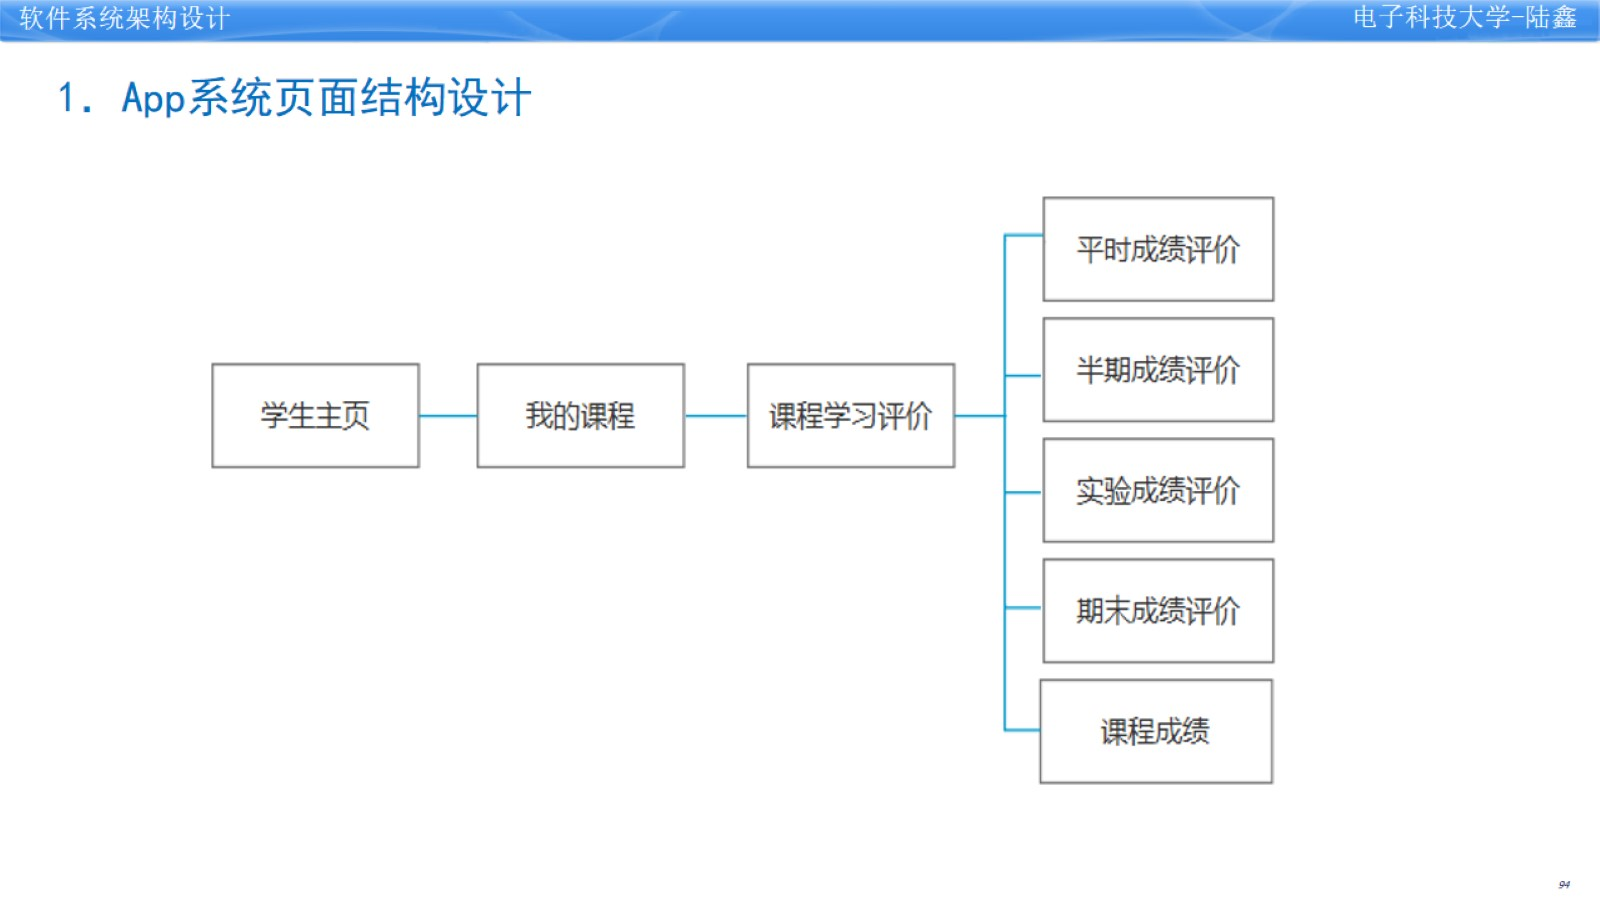 软件系统架构设计
电子科技大学-陆鑫
1. App系统页面结构设计
学生主页
我的课程
课程学习评价
平时成绩评价
半期成绩评价
实验成绩评价
期末成绩评价
课程成绩
94